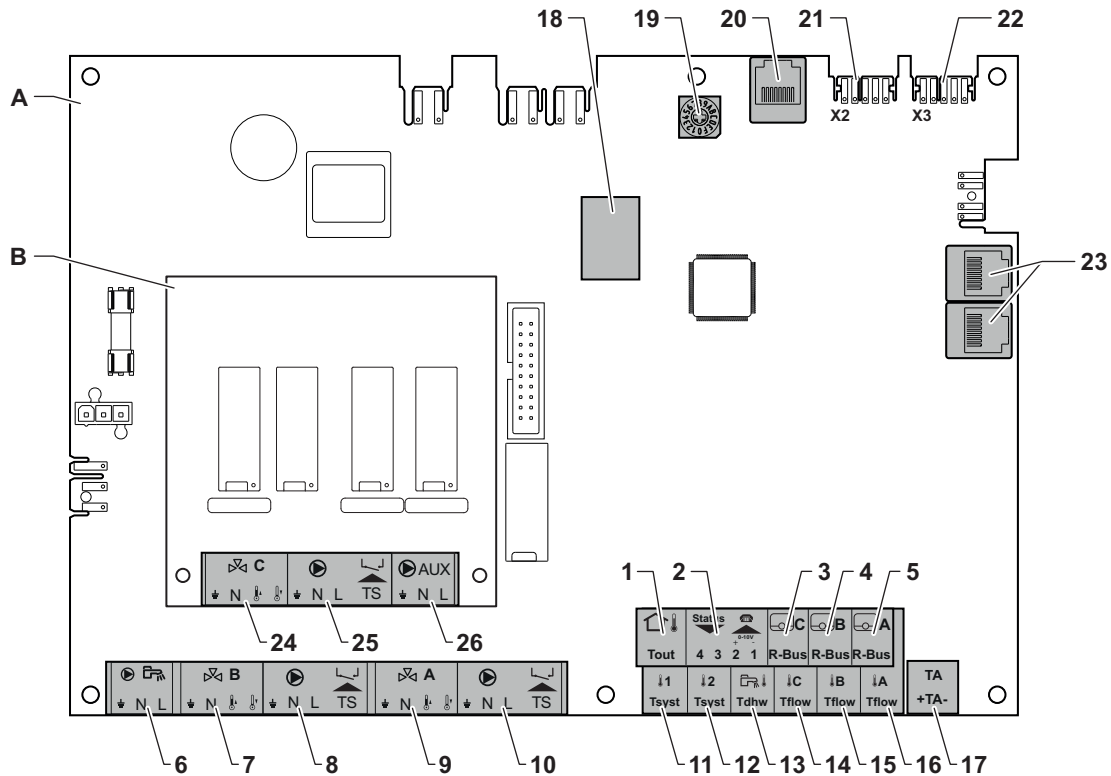 18 19 20 21 22
A
X2 X3
B
23
1 2 3 4 5
C N
N L TS
AUX N L
24 25 26
Status
0-10V
+ -
C B A
Tout 4 3 2 1 R-Bus R-Bus R-Bus
N L
B N
N L TS
A N
N L TS
1 2 C B A TA
Tsyst Tsyst Tdhw Tflow Tflow Tflow +TA-
6 7 8 9 10 11 12 13 14 15 16 17